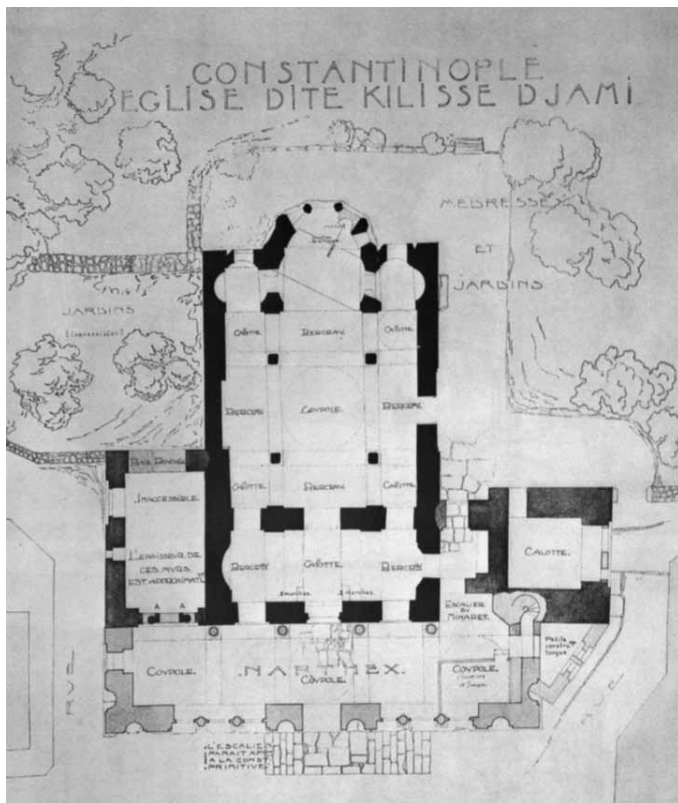 CONSTANTINOPLE
EGLISE DITE KILISSE DJAMI
MEDRESSES
ET
JARDINS
JARDINS
CALOTTE
BERCEAU
CALOTTE
BERCEAU
COUPOLE
BERCEAU
CALOTTE
BERCEAU
CALOTTE
INACCESSIBLE
L'EPAISSEUR DE
CES MURS
EST APPROXIMATIVE
BERCEAU
CALOTTE
BERCEAU
CALOTTE.
ESCALIER
DU
MINARET.
A A
COUPOLE
.NARTHEX.
COUPOLE
COUPOLE
RUE
RUE
L'ESCALIER
PARAIT APP
A LA CONST
PRIMITIVE